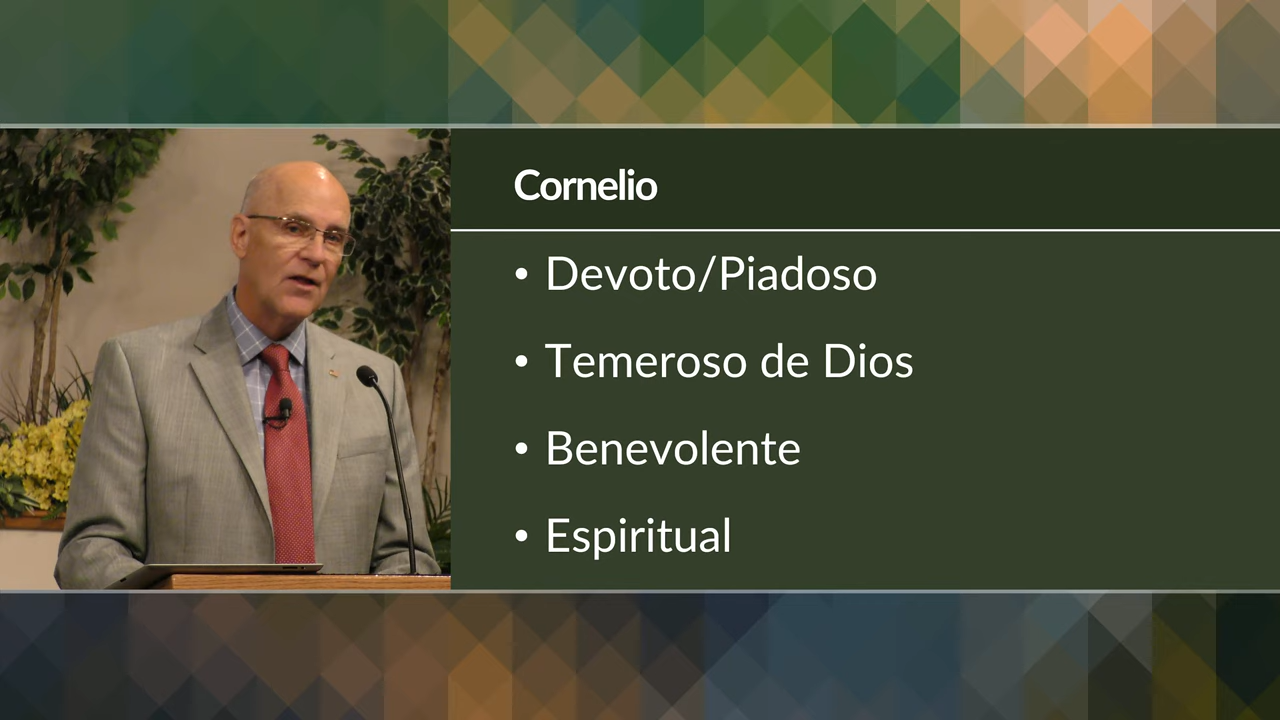 Cornelio
• Devoto/Piadoso
• Temeroso de Dios
• Benevolente
• Espiritual